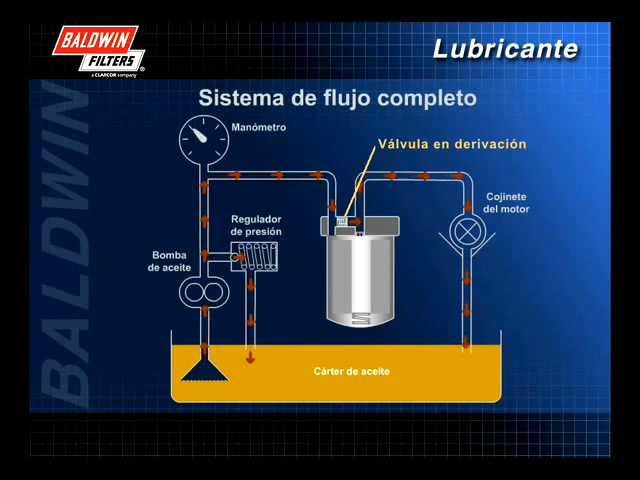 BALDWIN
FILTERS
a CLARCOR company
Lubricante
Sistema de flujo completo
Manómetro
Válvula en derivación
Cojinete
del motor
Regulador
de presión
Bomba
de aceite
Cárter de aceite
BALDWIN